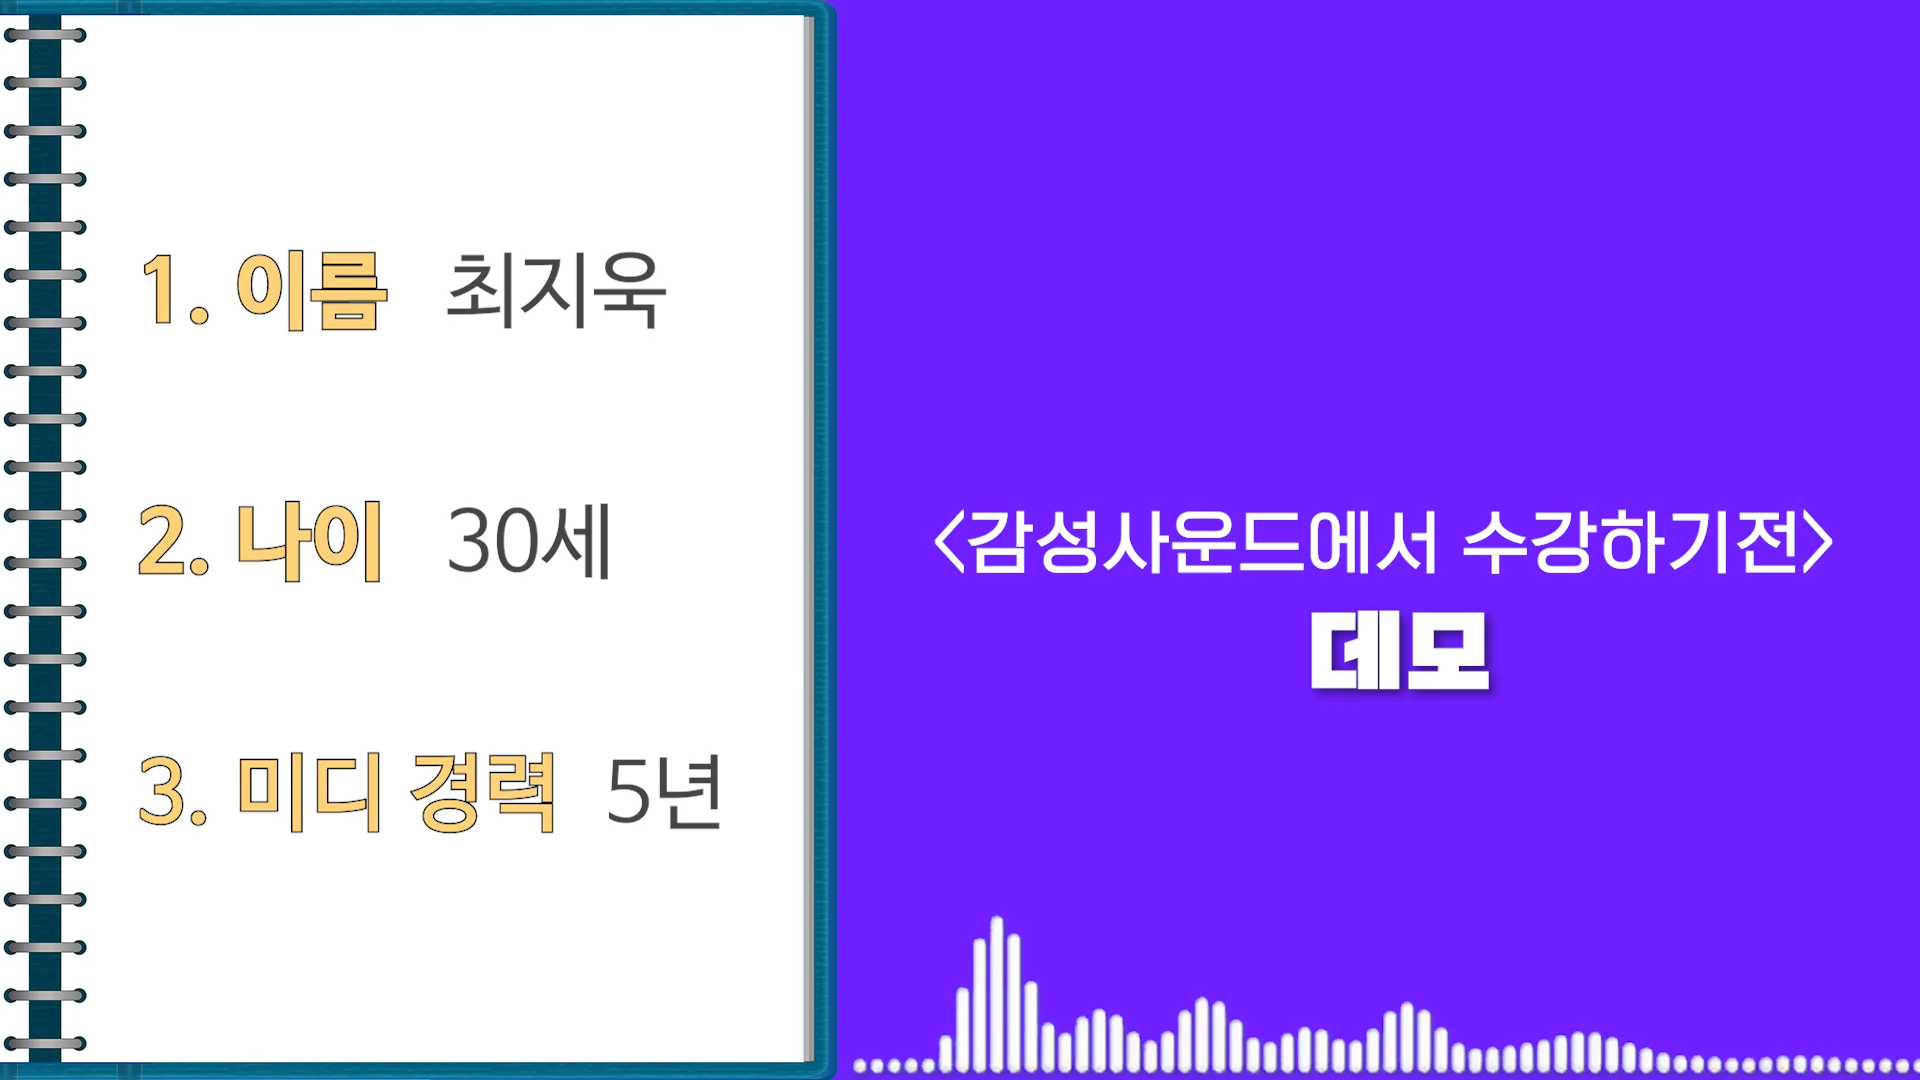 1. 이름 최지욱
2. 나이 30세
3. 미디 경력 5년
<감성사운드에서 수강하기전>
데모